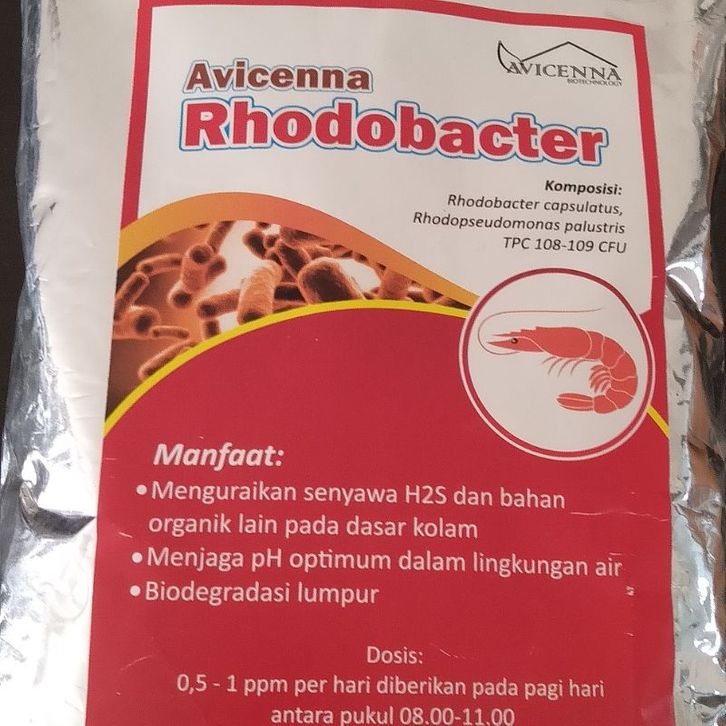 AVICENNA
BIOTECHNOLOGY
Avicenna
Rhodobacter
Komposisi:
Rhodobacter capsulatus,
Rhodopseudomonas palustris
TPC 108-109 CFU
Manfaat:
•Menguraikan senyawa H2S dan bahan
organik lain pada dasar kolam
•Menjaga pH optimum dalam lingkungan air
•Biodegradasi lumpur
Dosis:
0,5 - 1 ppm per hari diberikan pada pagi hari
antara pukul 08.00-11.00